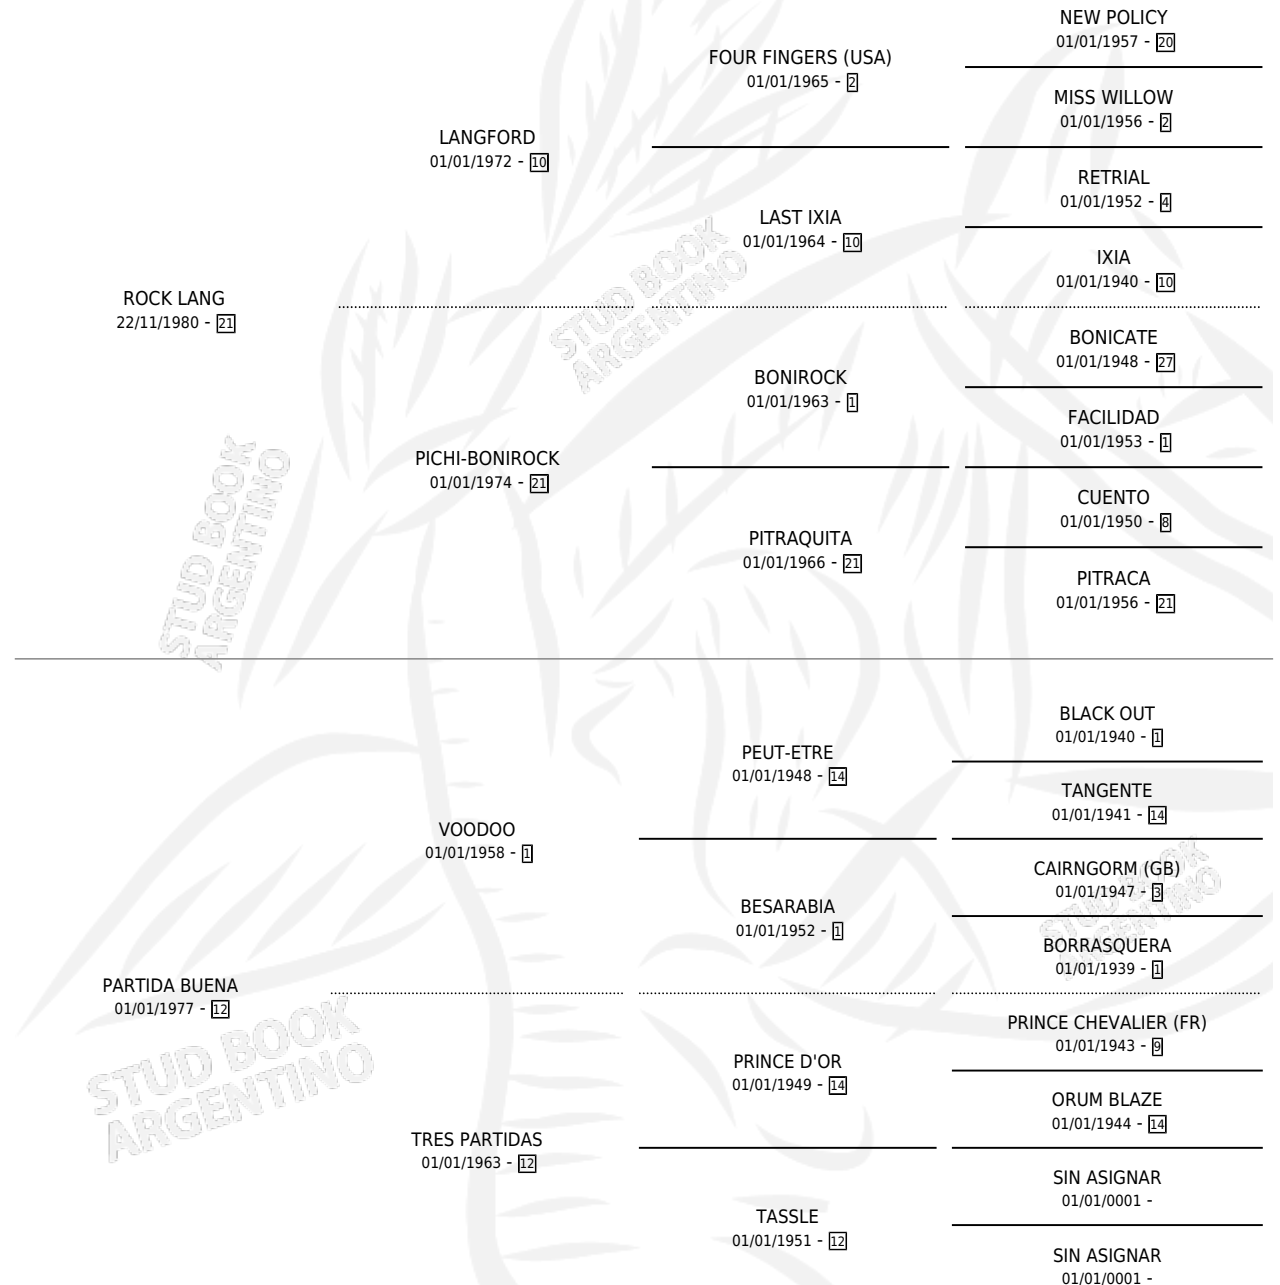 NEW POLICY
01/01/1957 - 20
FOUR FINGERS (USA)
01/01/1965 - 2
MISS WILLOW
01/01/1956 - 2
LANGFORD
01/01/1972 - 10
RETRIAL
01/01/1952 - 4
LAST IXIA
01/01/1964 - 10
IXIA
01/01/1940 - 10
ROCK LANG
22/11/1980 - 21
STUD BOOK
ARGENTINO
BONICATE
01/01/1948 - 27
BONIROCK
01/01/1963 - 1
FACILIDAD
01/01/1953 - 1
PICHI-BONIROCK
01/01/1974 - 21
CUENTO
01/01/1950 - 8
PITRAQUITA
01/01/1966 - 21
PITRACA
01/01/1956 - 21
STUD BOOK
ARGENTINO
BLACK OUT
01/01/1940 - 1
PEUT-ETRE
01/01/1948 - 14
TANGENTE
01/01/1941 - 14
VOODOO
01/01/1958 - 1
CAIRNGORM (GB)
01/01/1947 - 3
BESARABIA
01/01/1952 - 1
STUD BOOK
ARGENTINO
BORRASQUERA
01/01/1939 - 1
PARTIDA BUENA
01/01/1977 - 12
PRINCE CHEVALIER (FR)
01/01/1943 - 9
PRINCE D'OR
01/01/1949 - 14
STUD BOOK
ARGENTINO
ORUM BLAZE
01/01/1944 - 14
TRES PARTIDAS
01/01/1963 - 12
SIN ASIGNAR
01/01/0001 -
TASSLE
01/01/1951 - 12
SIN ASIGNAR
01/01/0001 -